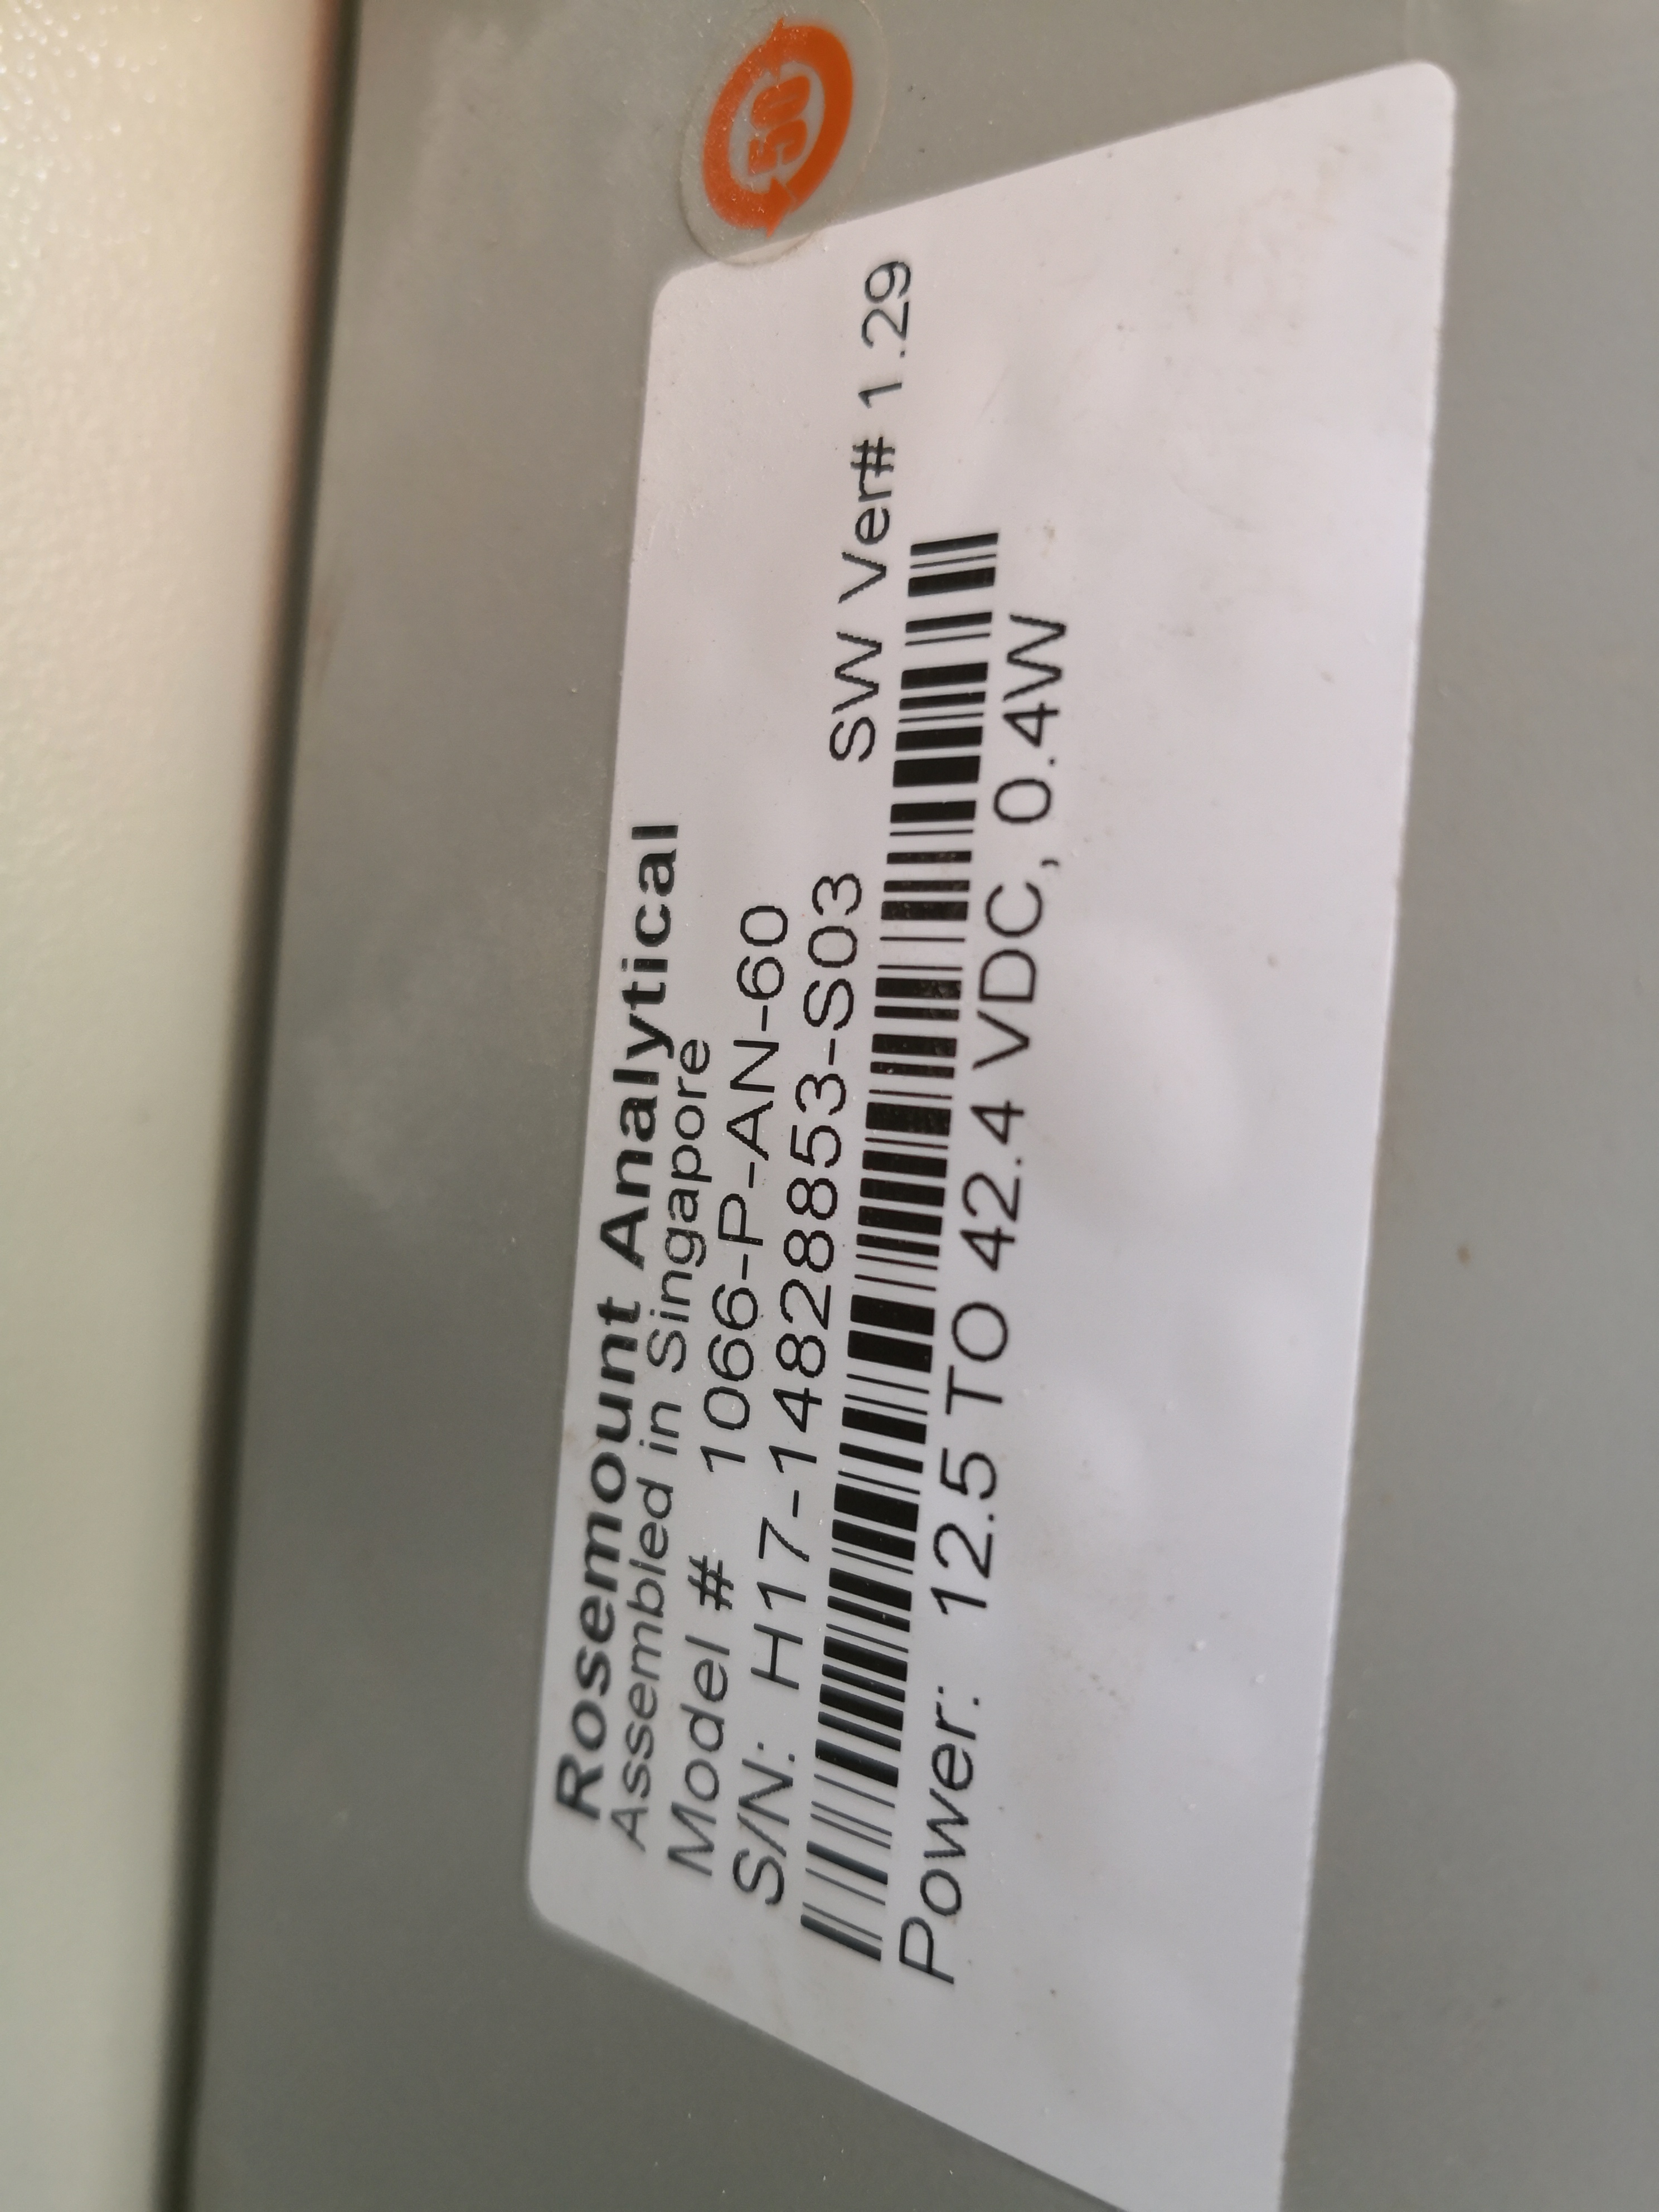 50
Rosemount Analytical
Assembled in Singapore
Model # 1066-P-AN-60
S/N: H17-14828853-S03 SW Ver# 1.29
Power: 12.5 TO 42.4 VDC, 0.4W